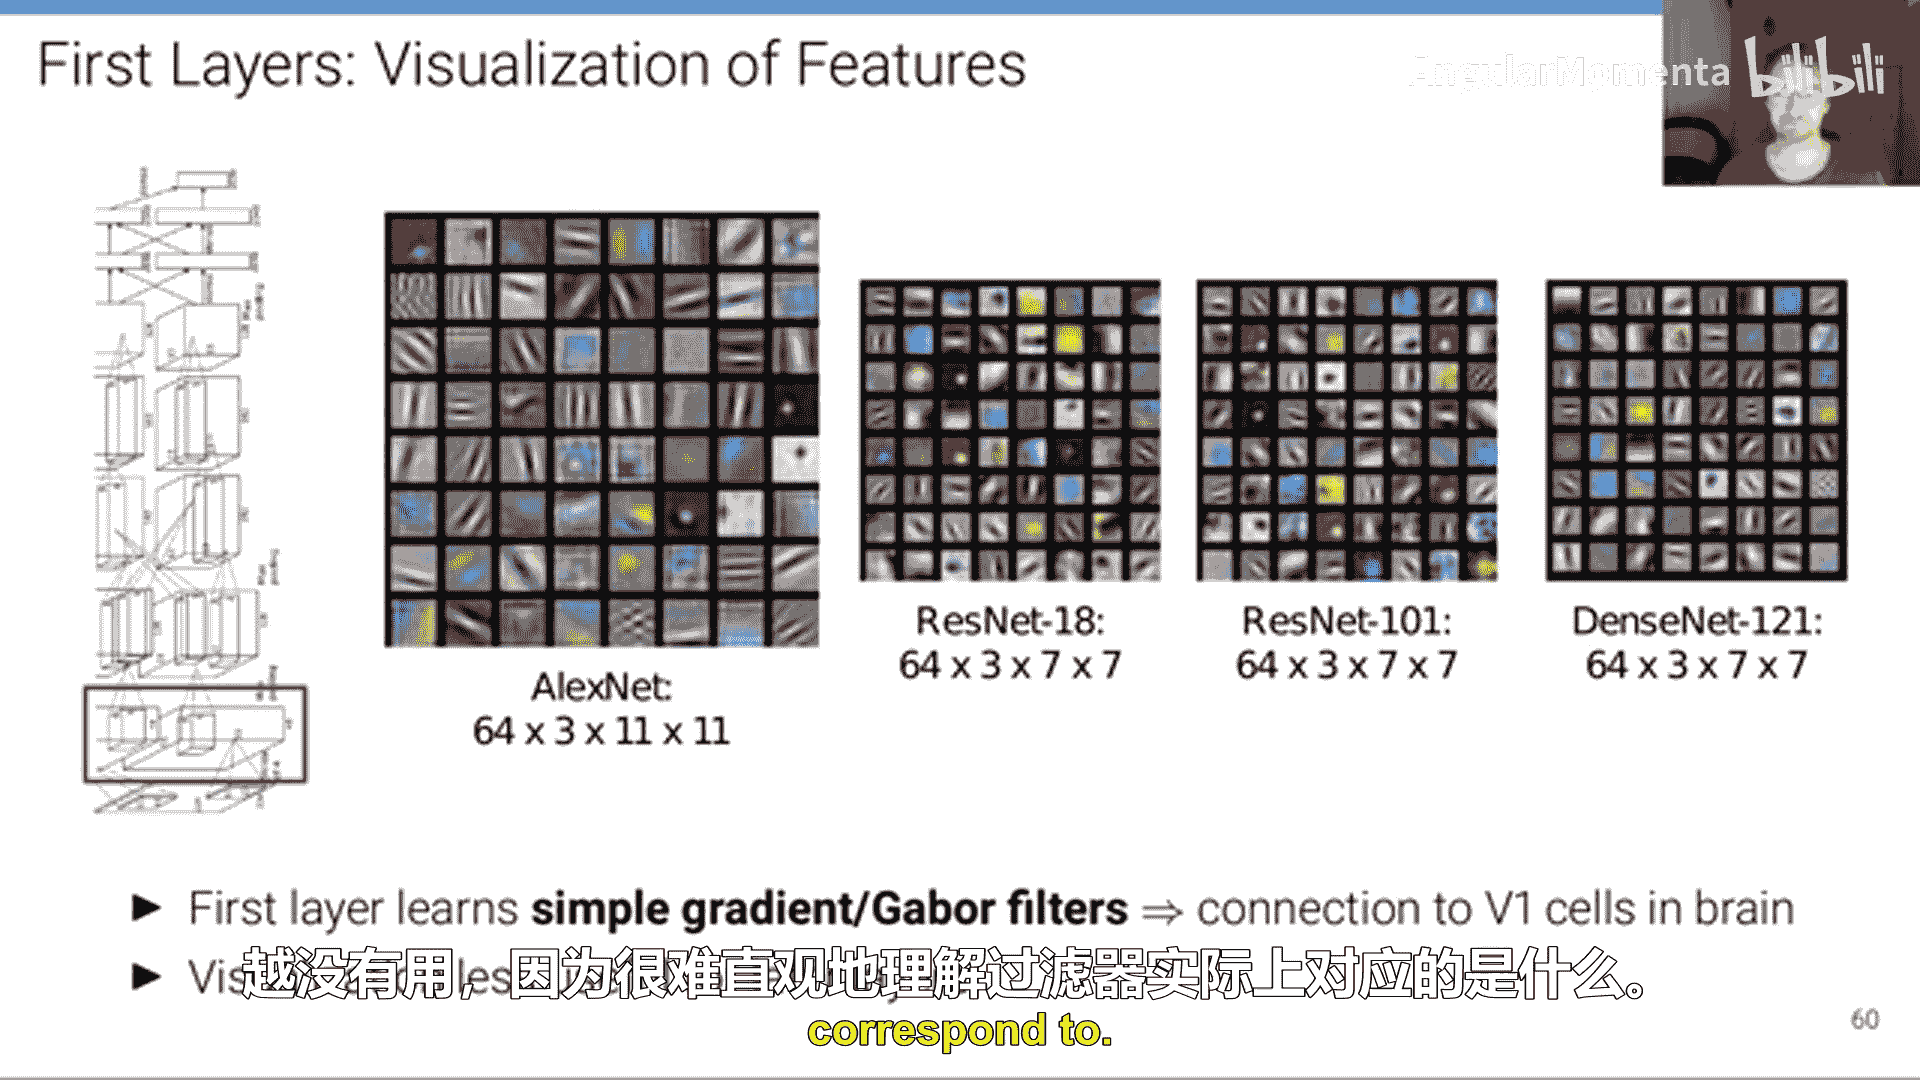 First Layers: Visualization of Features
AngularMomenta bilibili
AlexNet:
64 x 3 x 11 x 11
ResNet-18:
64 x 3 x 7 x 7
ResNet-101:
64 x 3 x 7 x 7
DenseNet-121:
64 x 3 x 7 x 7
► First layer learns simple gradient/Gabor filters ⇒ connection to V1 cells in brain
►
越没有用，因为很难直观地理解过滤器实际上对应的是什么。
correspond to.
60